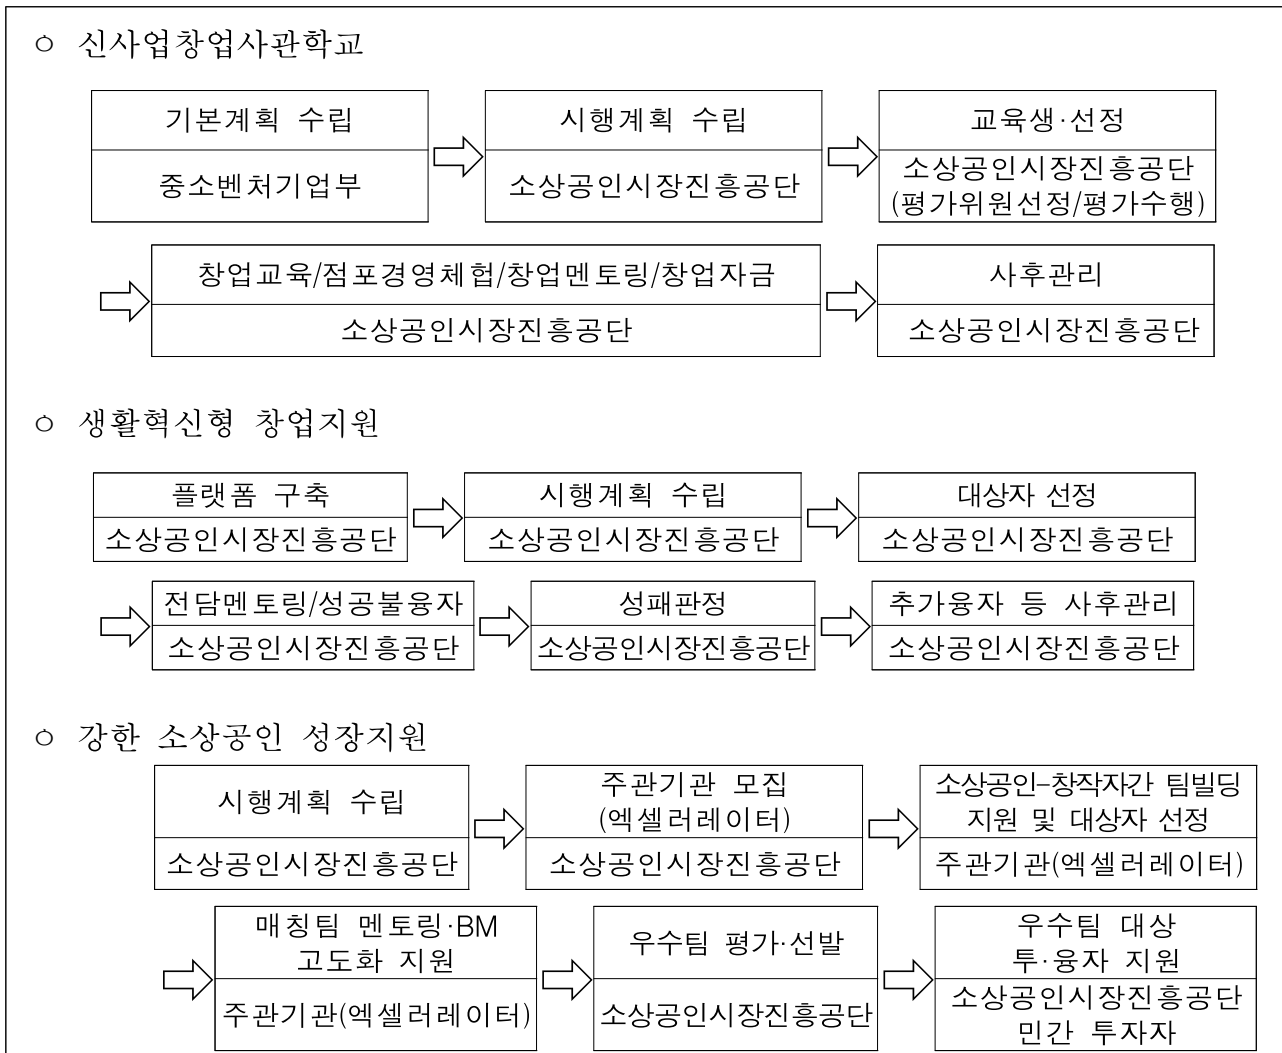 ㅇ 신사업창업사관학교
기본계획 수립
중소벤처기업부
시행계획 수립
소상공인시장진흥공단
교육생·선정
소상공인시장진흥공단
(평가위원선정/평가수행)
창업교육/점포경영체험/창업멘토링/창업자금
소상공인시장진흥공단
사후관리
소상공인시장진흥공단
ㅇ 생활혁신형 창업지원
플랫폼 구축
소상공인시장진흥공단
시행계획 수립
소상공인시장진흥공단
대상자 선정
소상공인시장진흥공단
전담멘토링/성공불융자
소상공인시장진흥공단
성패판정
소상공인시장진흥공단
추가융자 등 사후관리
소상공인시장진흥공단
ㅇ 강한 소상공인 성장지원
시행계획 수립
소상공인시장진흥공단
주관기관 모집
(엑셀러레이터)
소상공인시장진흥공단
소상공인-창작자간 팀빌딩
지원 및 대상자 선정
주관기관(엑셀러레이터)
매칭팀 멘토링·BM
고도화 지원
주관기관(엑셀러레이터)
우수팀 평가·선발
소상공인시장진흥공단
우수팀 대상
투·융자 지원
소상공인시장진흥공단
민간 투자자